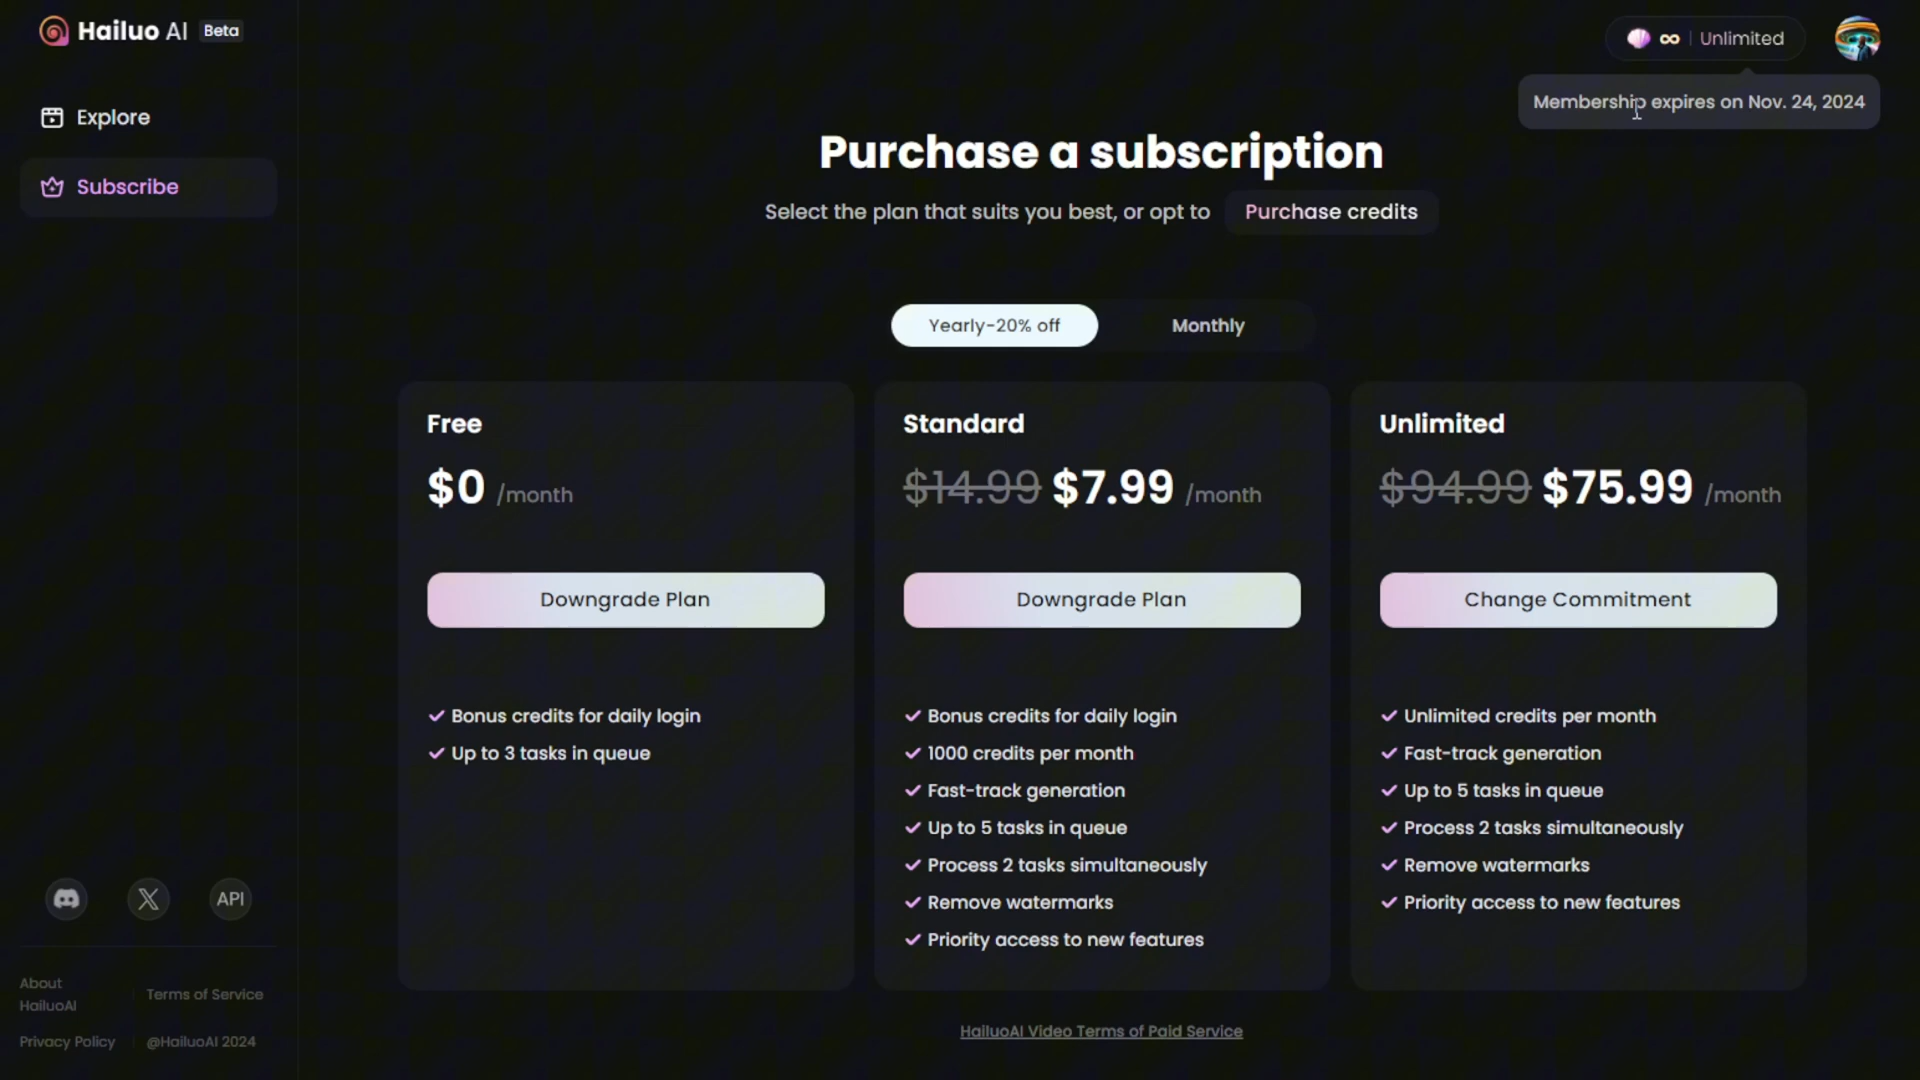 Hailuo AI Beta
∞ | Unlimited
Membership expires on Nov. 24, 2024
Explore
Subscribe
Purchase a subscription
Select the plan that suits you best, or opt to Purchase credits
Yearly-20% off
Monthly
Free
$0 /month
Downgrade Plan
Bonus credits for daily login
Up to 3 tasks in queue
Standard
$14.99 $7.99 /month
Downgrade Plan
Bonus credits for daily login
1000 credits per month
Fast-track generation
Up to 5 tasks in queue
Process 2 tasks simultaneously
Remove watermarks
Priority access to new features
Unlimited
$94.99 $75.99 /month
Change Commitment
Unlimited credits per month
Fast-track generation
Up to 5 tasks in queue
Process 2 tasks simultaneously
Remove watermarks
Priority access to new features
API
About
HailuoAI
Terms of Service
Privacy Policy
@HailuoAI 2024
HailuoAI Video Terms of Paid Service